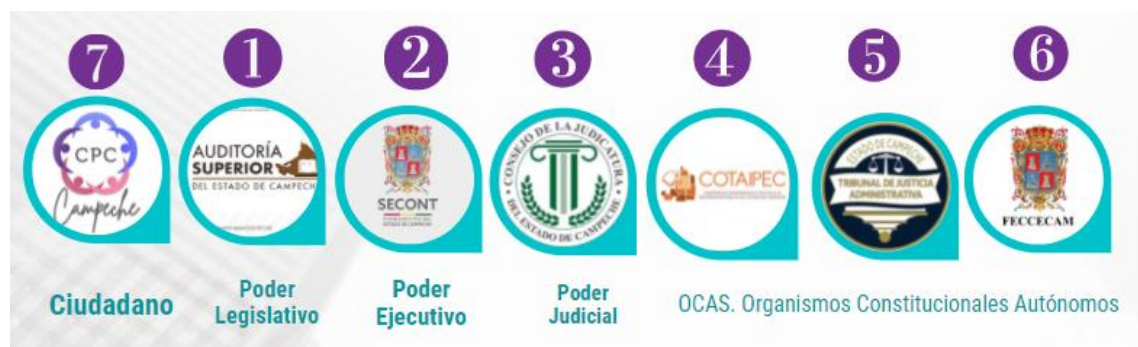 7
1
2
3
4
5
6
CPC
Campeche
AUDITORÍA
SUPERIOR
DEL ESTADO DE CAMPECH
SECONT
CONSEJO DE LA JUDICATURA
DEL ESTADO DE CAMPECHE
COTAIPEC
ESTADO DE CAMPECHE
TRIBUNAL DE JUSTICIA
ADMINISTRATIVA
FECCECAM
Ciudadano
Poder
Legislativo
Poder
Ejecutivo
Poder
Judicial
OCAS. Organismos Constitucionales Autónomos